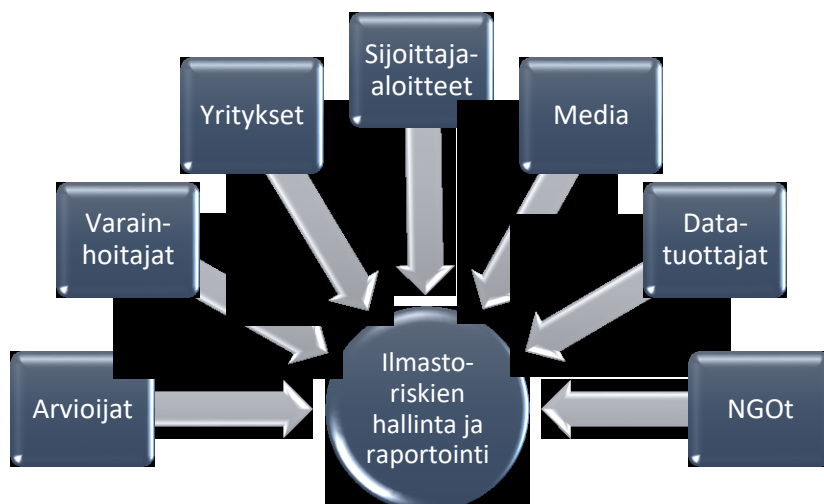 Sijoittaja-
aloitteet
Yritykset
Media
Varain-
hoitajat
Data-
tuottajat
Arvioijat
Ilmasto-
riskien
hallinta ja
raportointi
NGOt